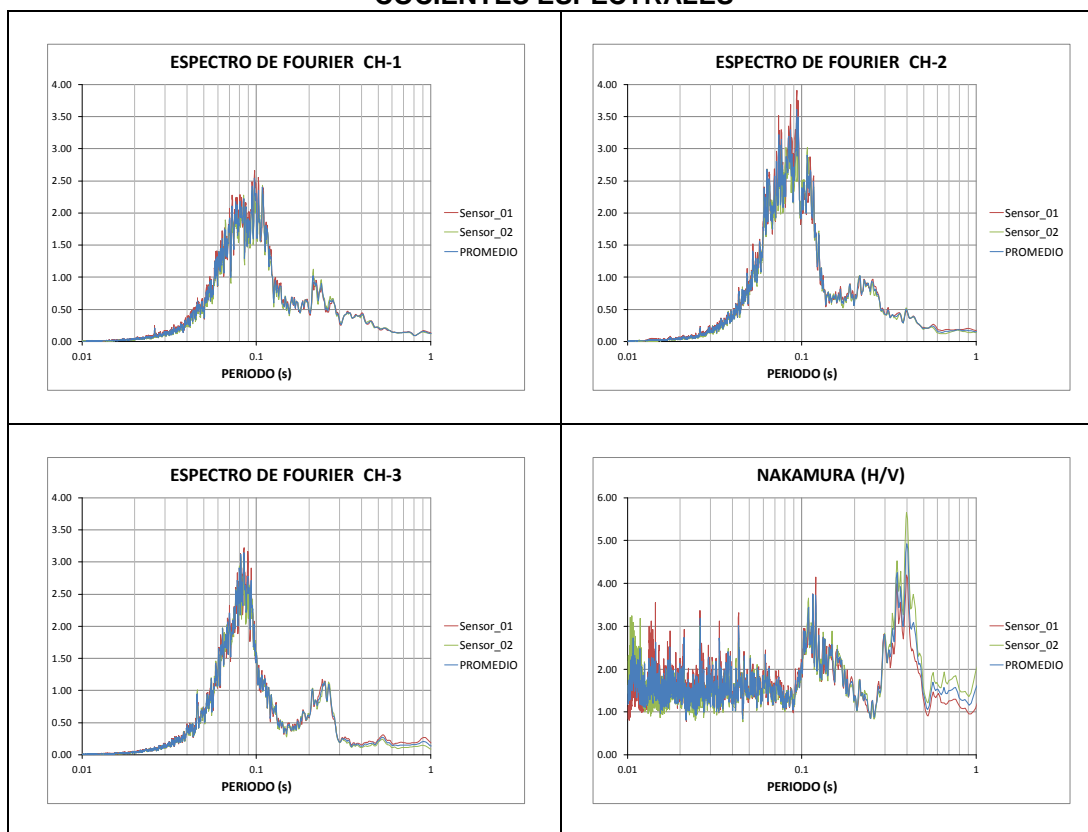 COCIENTES ESPECTRALES
ESPECTRO DE FOURIER CH-1
4.00
3.50
3.00
2.50
2.00
1.50
1.00
0.50
0.00
0.01
0.1
1
PERIODO (s)
Sensor_01
Sensor_02
PROMEDIO
ESPECTRO DE FOURIER CH-2
4.00
3.50
3.00
2.50
2.00
1.50
1.00
0.50
0.00
0.01
0.1
1
PERIODO (s)
Sensor_01
Sensor_02
PROMEDIO
ESPECTRO DE FOURIER CH-3
4.00
3.50
3.00
2.50
2.00
1.50
1.00
0.50
0.00
0.01
0.1
1
PERIODO (s)
Sensor_01
Sensor_02
PROMEDIO
NAKAMURA (H/V)
6.00
5.00
4.00
3.00
2.00
1.00
0.00
0.01
0.1
1
PERIODO (s)
Sensor_01
Sensor_02
PROMEDIO